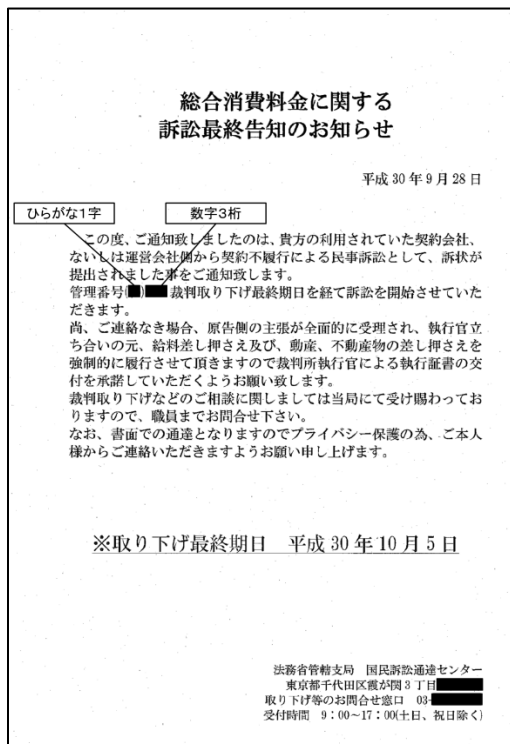 総合消費料金に関する
訴訟最終告知のお知らせ
平成 30 年 9 月 28 日
ひらがな1字
数字3桁
この度、ご通知致しましたのは、貴方の利用されていた契約会社、
ないしは運営会社側から契約不履行による民事訴訟として、訴状が
提出されました事をご通知致します。
管理番号( ) 裁判取り下げ最終期日を経て訴訟を開始させていた
だきます。
尚、ご連絡なき場合、原告側の主張が全面的に受理され、執行官立
ち合いの元、給料差し押さえ及び、動産、不動産物の差し押さえを
強制的に履行させて頂きますので裁判所執行官による執行証書の交
付を承諾していただくようお願い致します。
裁判取り下げなどのご相談に関しましては当局にて受け賜わってお
りますので、職員までお問合せ下さい。
なお、書面での通達となりますのでプライバシー保護の為、ご本人
様からご連絡いただきますようお願い申し上げます。
※取り下げ最終期日 平成 30 年 10 月 5 日
法務省管轄支局 国民訴訟通達センター
東京都千代田区霞が関 3 丁目
取り下げ等のお問合せ窓口 03-
受付時間 9:00~17:00(土日、祝日除く)